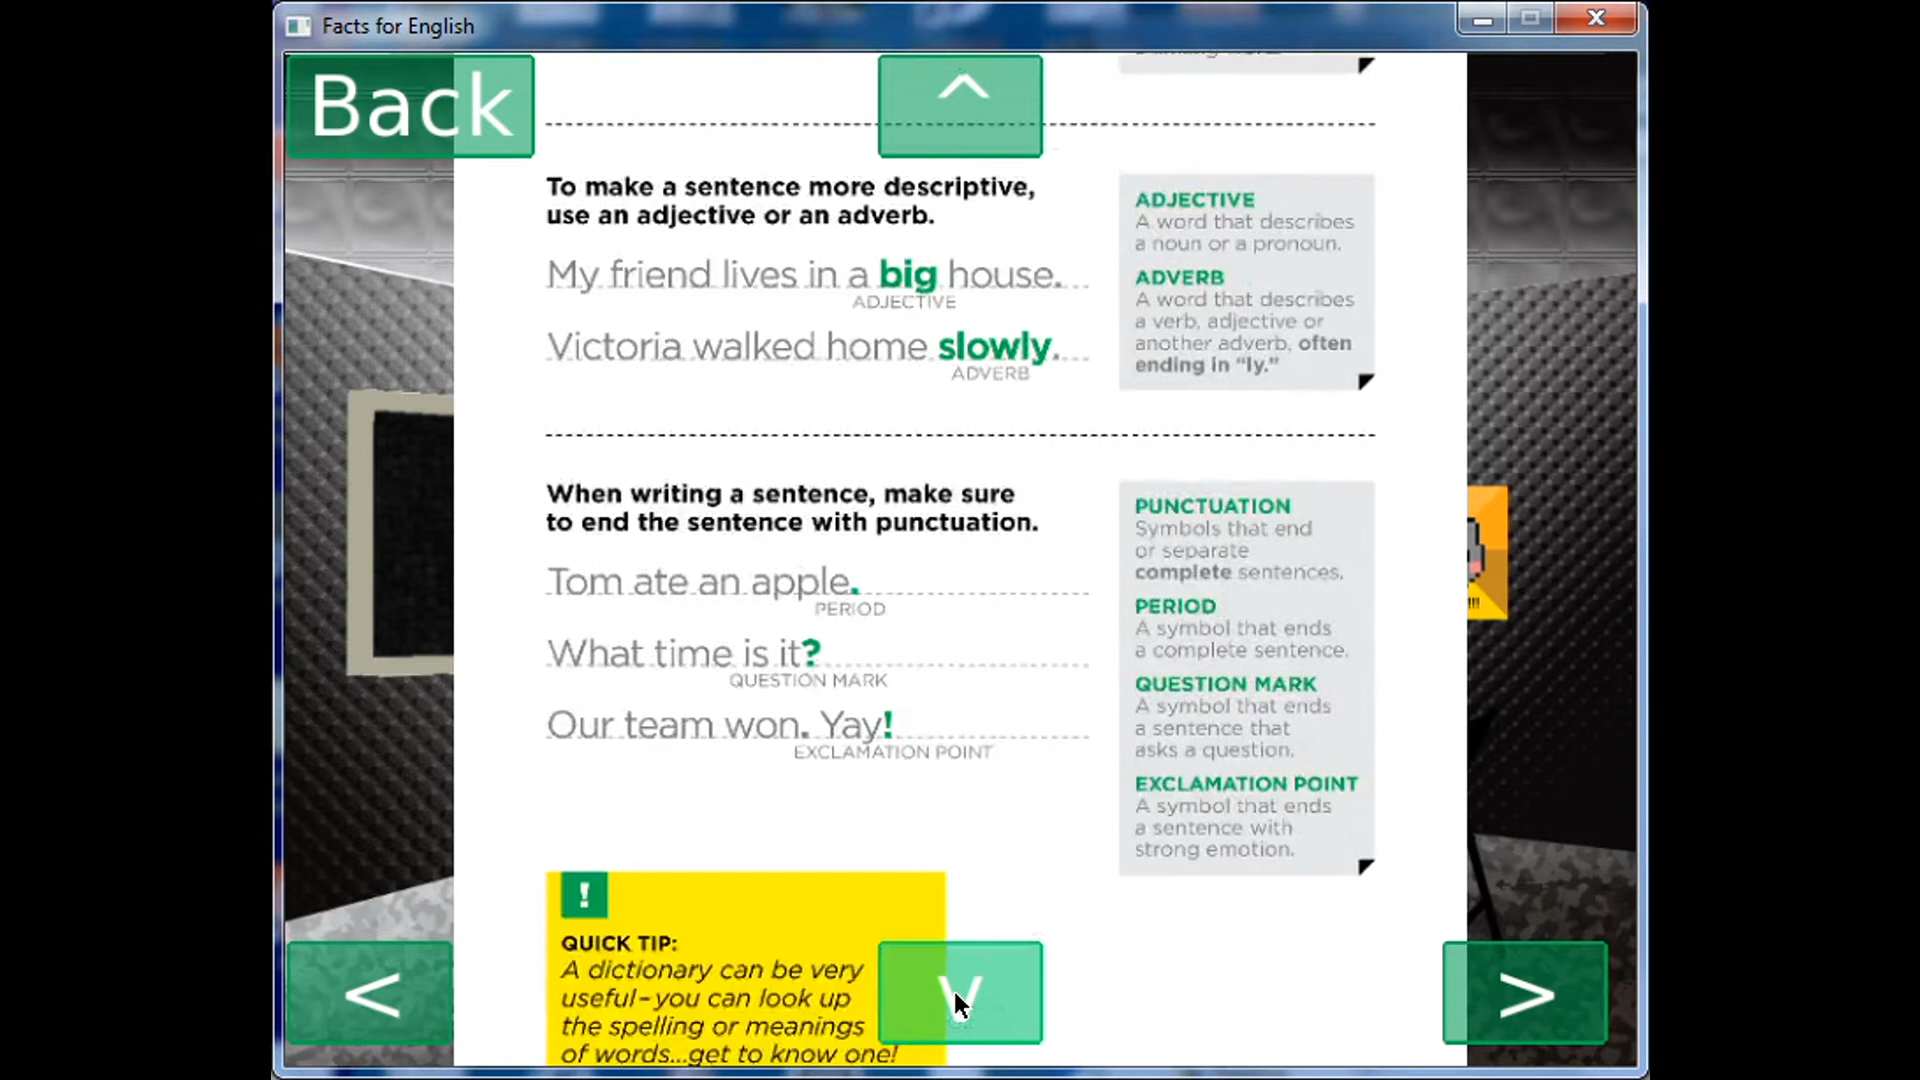 Facts for English
Back
^
To make a sentence more descriptive,
use an adjective or an adverb.
My friend lives in a big house.
ADJECTIVE
Victoria walked home slowly.
ADVERB
ADJECTIVE
A word that describes
a noun or a pronoun.
ADVERB
A word that describes
a verb, adjective or
another adverb, often
ending in “ly.”
When writing a sentence, make sure
to end the sentence with punctuation.
Tom ate an apple.
PERIOD
What time is it?
QUESTION MARK
Our team won. Yay!
EXCLAMATION POINT
PUNCTUATION
Symbols that end
or separate
complete sentences.
PERIOD
A symbol that ends
a complete sentence.
QUESTION MARK
A symbol that ends
a sentence that
asks a question.
EXCLAMATION POINT
A symbol that ends
a sentence with
strong emotion.
!
QUICK TIP:
A dictionary can be very
useful–you can look up
the spelling or meanings
of words...get to know one!
<
V
>
!!!